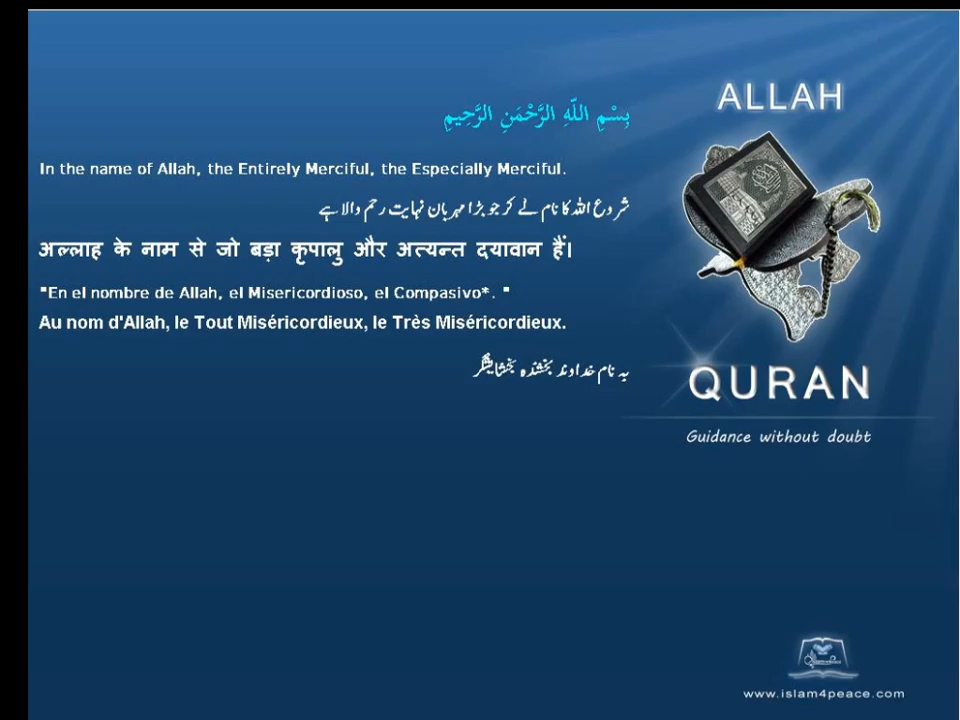 بِسْمِ اللَّهِ الرَّحْمَنِ الرَّحِيمِ
In the name of Allah, the Entirely Merciful, the Especially Merciful.
شروع الله کا نام لے کر جو بڑا مہربان نہایت رحم والا ہے
अल्लाह के नाम से जो बड़ा कृपालु और अत्यन्त दयावान हैं।
"En el nombre de Allah, el Misericordioso, el Compasivo*. "
Au nom d'Allah, le Tout Miséricordieux, le Très Miséricordieux.
به نام خداوند بخشنده بخشایشگر
ALLAH
QURAN
Guidance without doubt
www.islam4peace.com